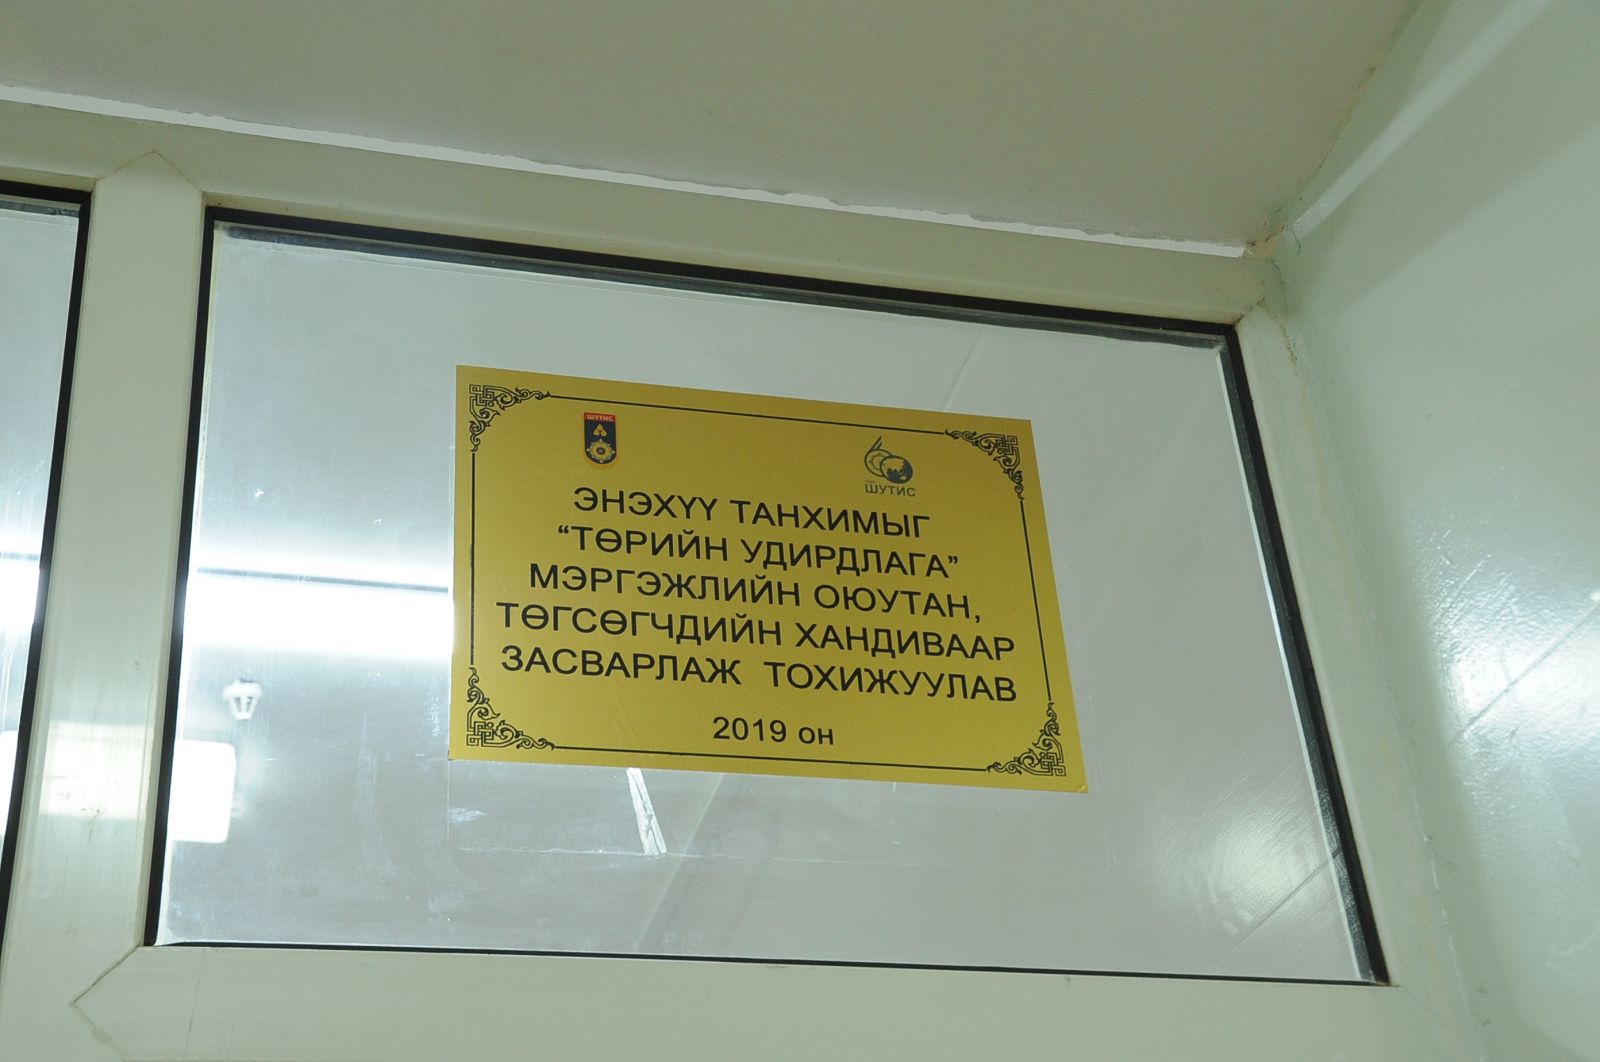 ШУТИС
ШУТИС
ЭНЭХҮҮ ТАНХИМЫГ
“ТӨРИЙН УДИРДЛАГА”
МЭРГЭЖЛИЙН ОЮУТАН,
ТӨГСӨГЧДИЙН ХАНДИВААР
ЗАСВАРЛАЖ ТОХИЖУУЛАВ
2019 он